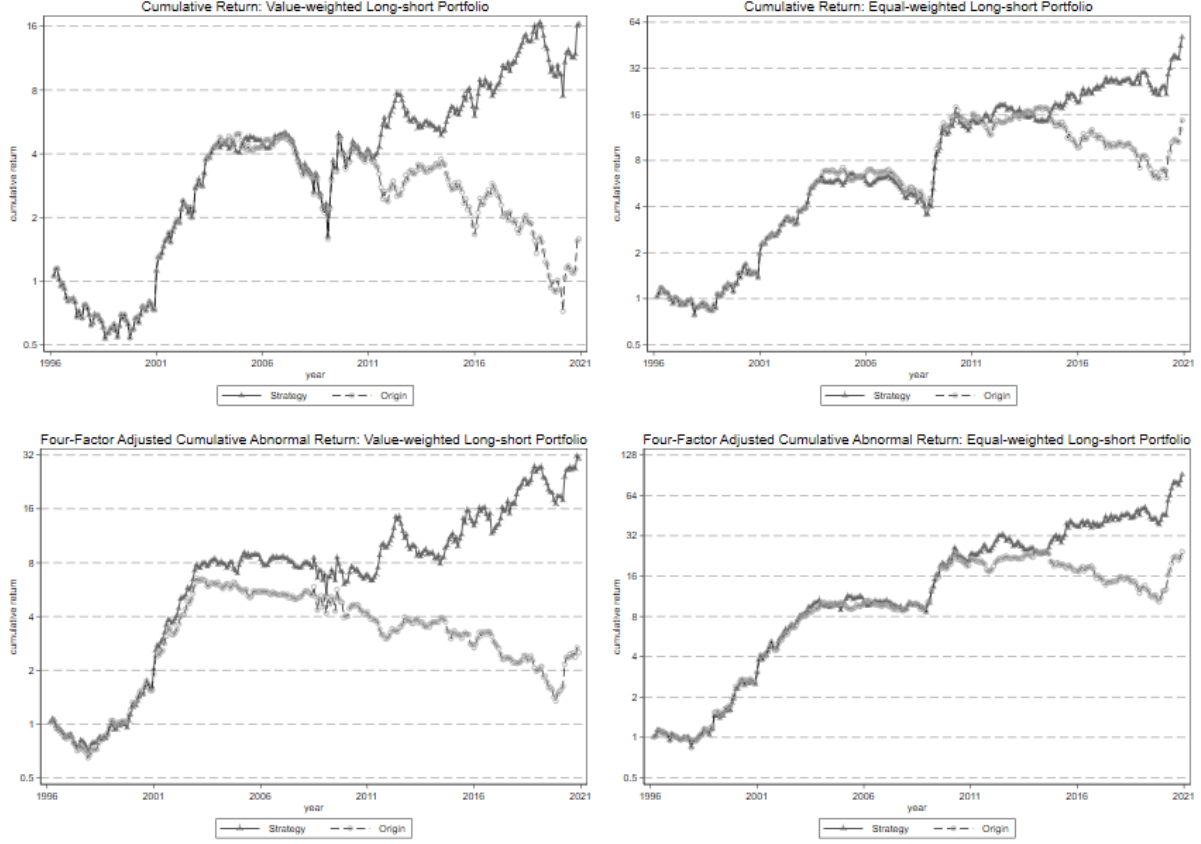 Cumulative Return: Value-weighted Long-short Portfolio
16
8
4
2
1
0.5
cumulative return
1996
2001
2006
2011
2016
2021
year
Strategy
Origin
Cumulative Return: Equal-weighted Long-short Portfolio
64
32
16
8
4
2
1
0.5
cumulative return
1996
2001
2006
2011
2016
2021
year
Strategy
Origin
Four-Factor Adjusted Cumulative Abnormal Return: Value-weighted Long-short Portfolio
32
16
8
4
2
1
0.5
cumulative return
1996
2001
2006
2011
2016
2021
year
Strategy
Origin
Four-Factor Adjusted Cumulative Abnormal Return: Equal-weighted Long-short Portfolio
128
64
32
16
8
4
2
1
0.5
cumulative return
1996
2001
2006
2011
2016
2021
year
Strategy
Origin